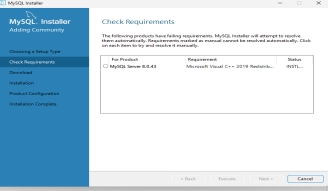 MySQL Installer
MySQL. Installer
Adding Community
Choosing a Setup Type
Check Requirements
Download
Installation
Product Configuration
Installation Complete
Check Requirements
The following products have failing requirements. MySQL Installer will attempt to resolve
them automatically. Requirements marked as manual cannot be resolved automatically. Click
on each item to try and resolve it manually.
For Product Requirement Status
MySQL Server 8.0.43 Microsoft Visual C++ 2019 Redistrib... INSTL...
< Back Execute Next > Cancel